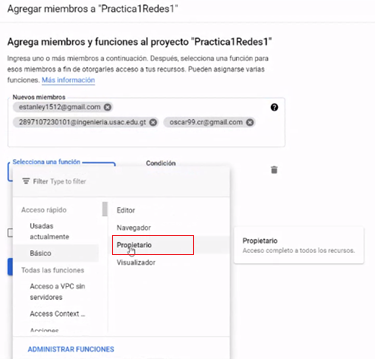 Agregar miembros a "Practica1Redes1"
Agrega miembros y funciones al proyecto "Practica1Redes1"
Ingresa uno o más miembros a continuación. Después, selecciona una función para
esos miembros a fin de otorgarles acceso a tus recursos. Pueden asignarse varias
funciones. Más información
Nuevos miembros
estanley1512@gmail.com
2897107230101@ingenieria.usac.edu.gt oscar99.cr@gmail.com
Selecciona una función Condición
Filter Type to filter
Acceso rápido
Usadas
actualmente
Básico
Todas las funciones
Acceso a VPC sin
servidores
Access Context ...
Acciones
Editor
Navegador
Propietario
Visualizador
Propietario
Acceso completo a todos los recursos.
ADMINISTRAR FUNCIONES